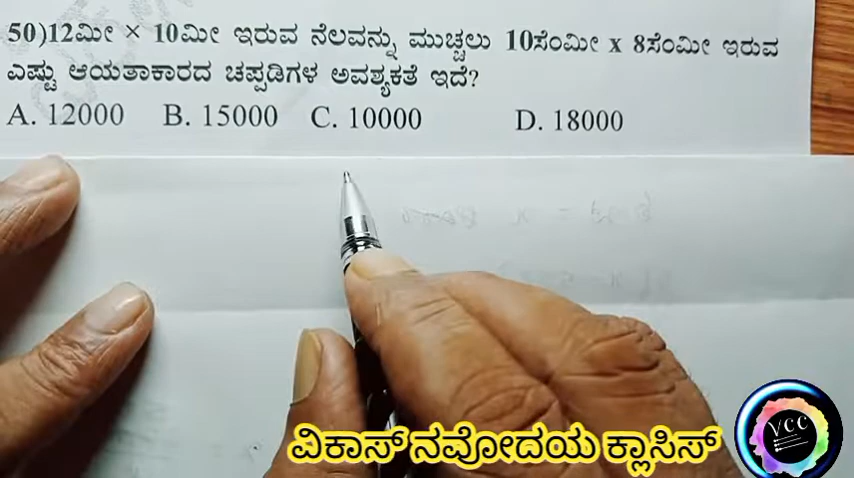 50)12ಮೀ × 10ಮೀ ಇರುವ ನೆಲವನ್ನು ಮುಚ್ಚಲು 10ಸೆಂಮೀ x 8ಸೆಂಮೀ ಇರುವ
ಎಷ್ಟು ಆಯತಾಕಾರದ ಚಪ್ಪಡಿಗಳ ಅವಶ್ಯಕತೆ ಇದೆ?
A. 12000 B. 15000 C. 10000 D. 18000
ವಿಕಾಸ್ ನವೋದಯ ಕ್ಲಾಸಿಸ್
VCC